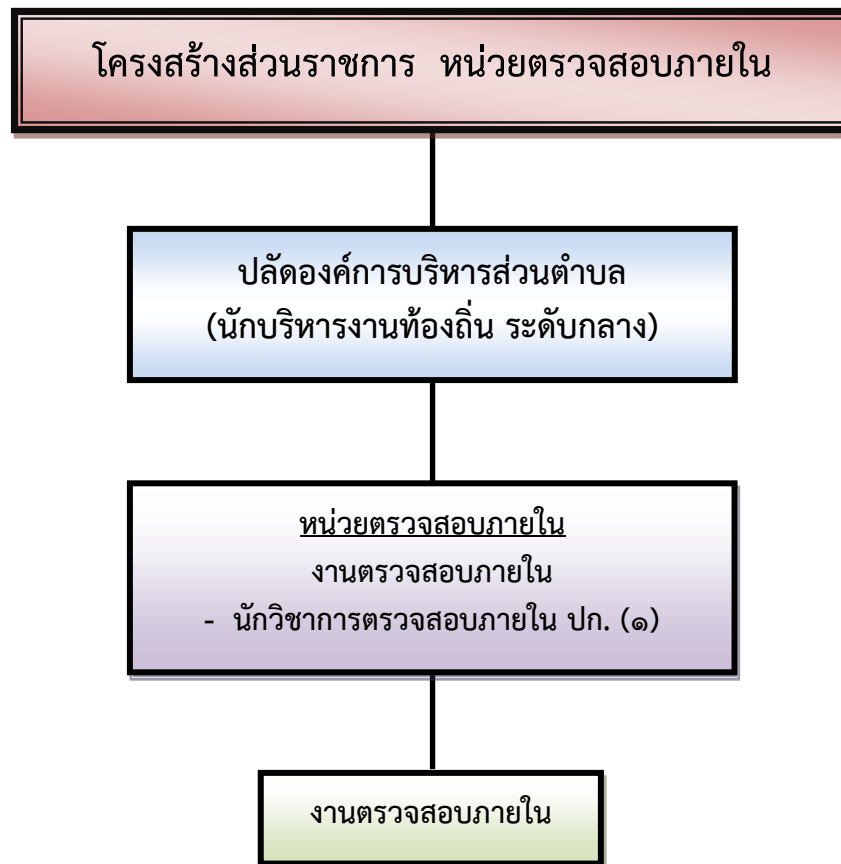 โครงสร้างส่วนราชการ หน่วยตรวจสอบภายใน
ปลัดองค์การบริหารส่วนตำบล
(นักบริหารงานท้องถิ่น ระดับกลาง)
หน่วยตรวจสอบภายใน
งานตรวจสอบภายใน
- นักวิชาการตรวจสอบภายใน ปก. (๑)
งานตรวจสอบภายใน